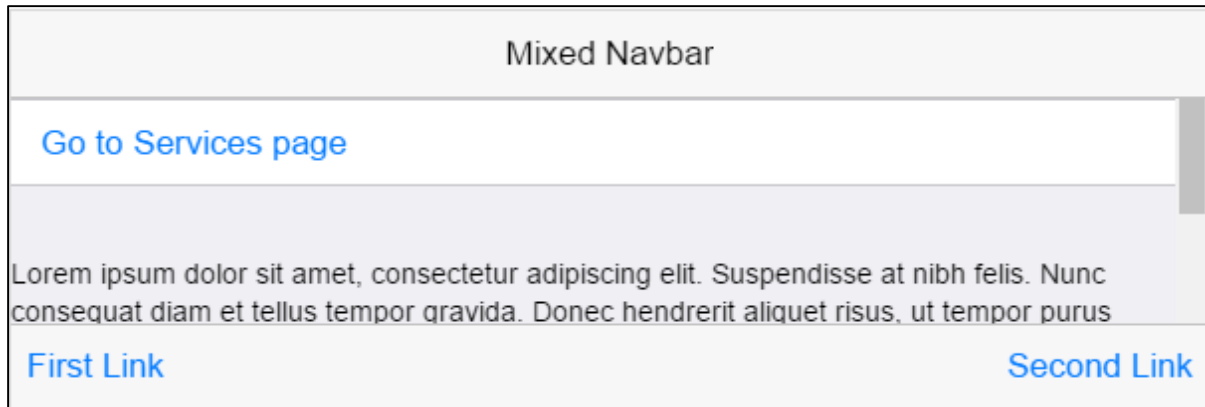 Mixed Navbar
Go to Services page
Lorem ipsum dolor sit amet, consectetur adipiscing elit. Suspendisse at nibh felis. Nunc
consequat diam et tellus tempor gravida. Donec hendrerit aliquet risus, ut tempor purus
First Link Second Link